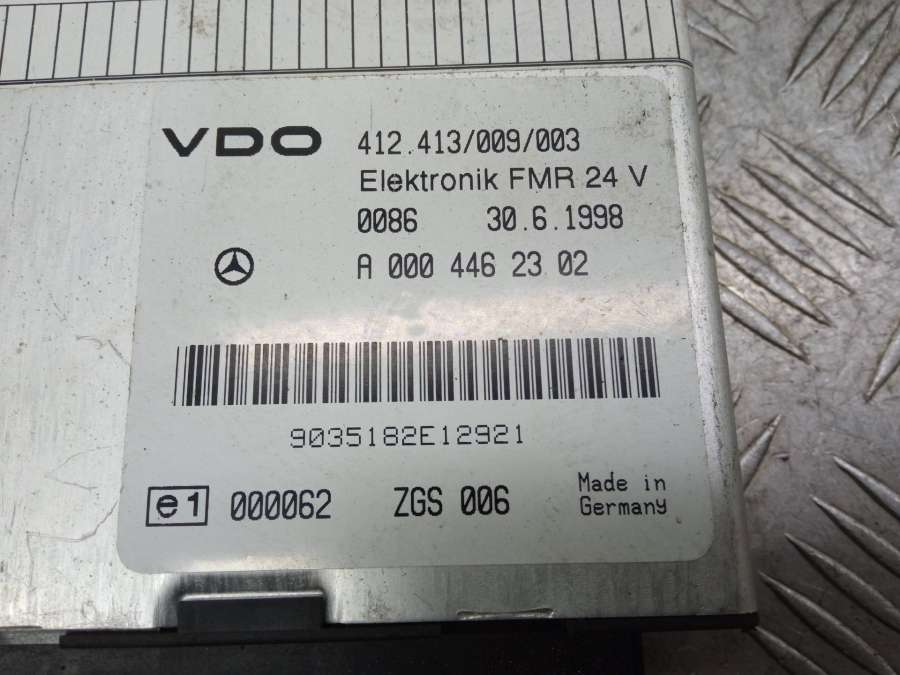 VDO 412.413/009/003
Elektronik FMR 24 V
0086 30.6.1998
A 000 446 23 02
9035182E12921
e1 000062 ZGS 006 Made in
Germany